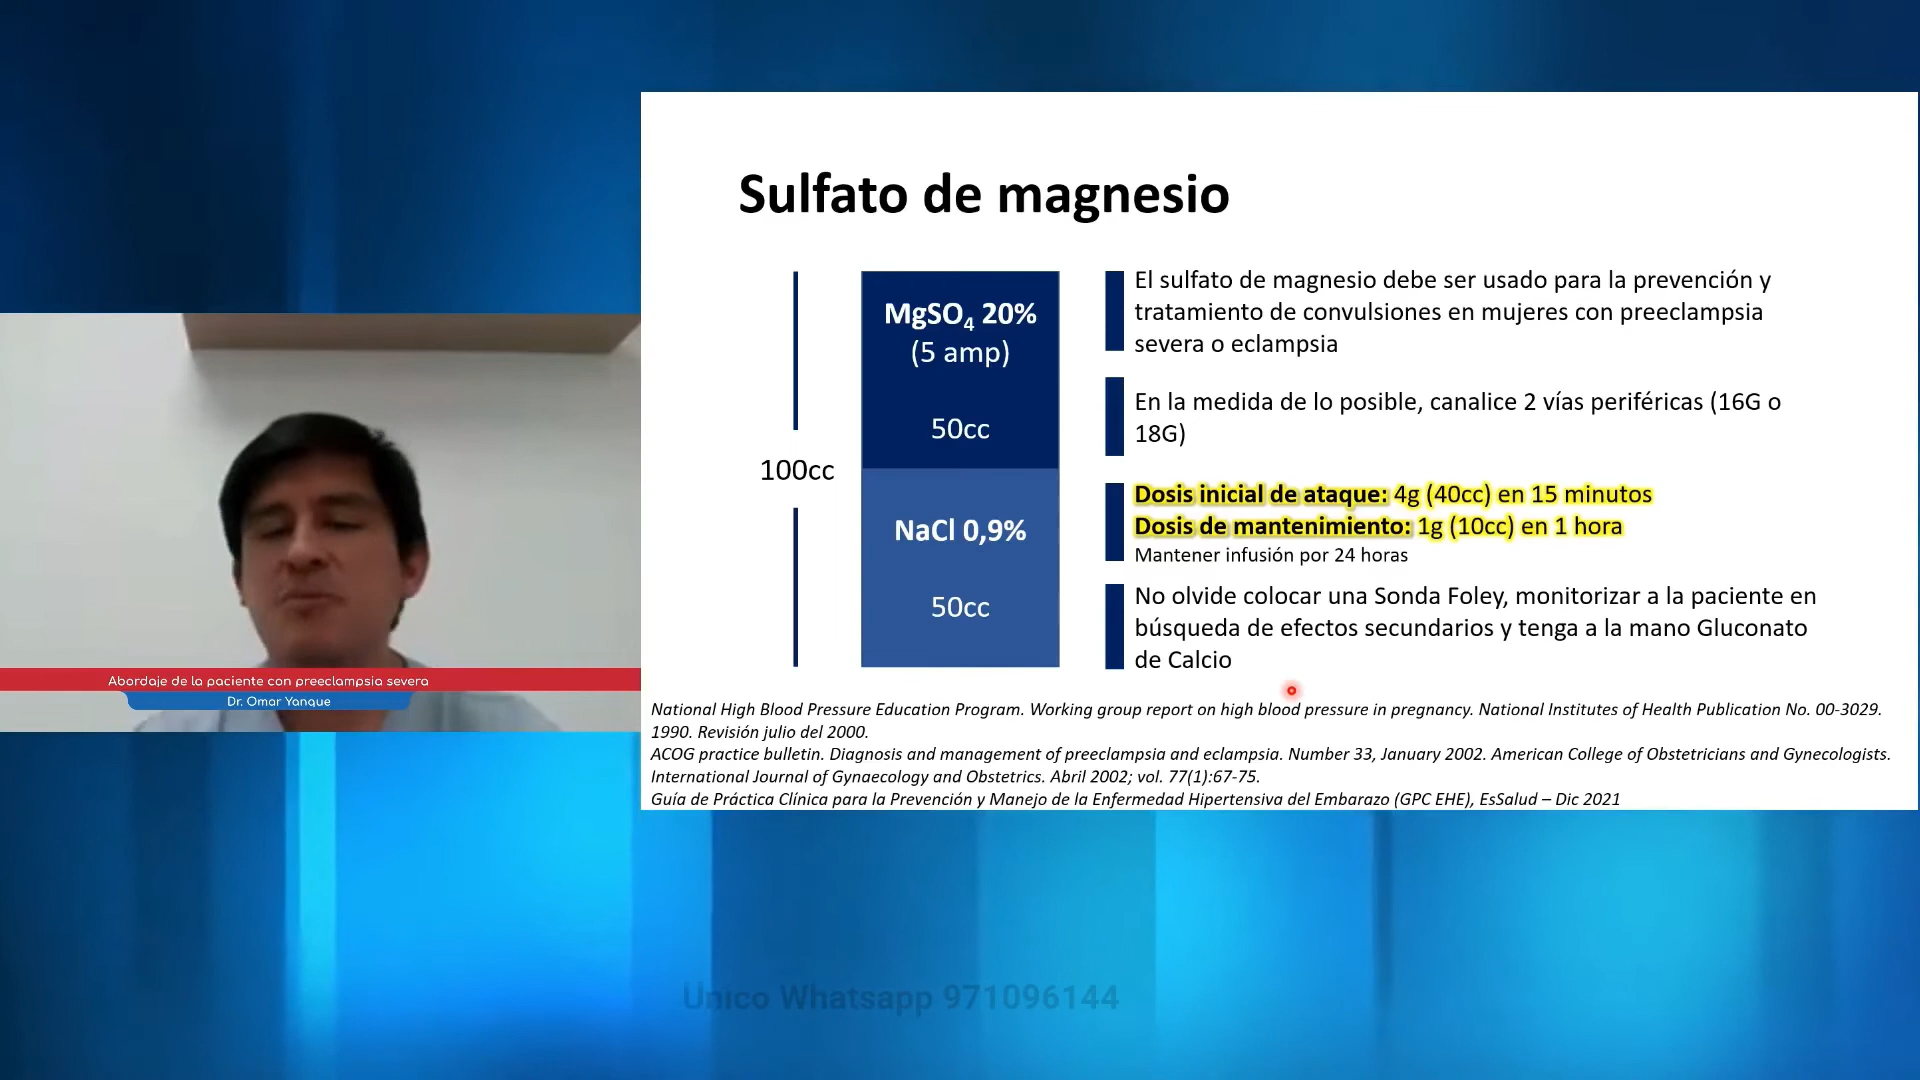 Sulfato de magnesio
100cc
MgSO4 20%
(5 amp)
50cc
NaCl 0,9%
50cc
El sulfato de magnesio debe ser usado para la prevención y
tratamiento de convulsiones en mujeres con preeclampsia
severa o eclampsia
En la medida de lo posible, canalice 2 vías periféricas (16G o
18G)
Dosis inicial de ataque: 4g (40cc) en 15 minutos
Dosis de mantenimiento: 1g (10cc) en 1 hora
Mantener infusión por 24 horas
No olvide colocar una Sonda Foley, monitorizar a la paciente en
búsqueda de efectos secundarios y tenga a la mano Gluconato
de Calcio
National High Blood Pressure Education Program. Working group report on high blood pressure in pregnancy. National Institutes of Health Publication No. 00-3029.
1990. Revisión julio del 2000.
ACOG practice bulletin. Diagnosis and management of preeclampsia and eclampsia. Number 33, January 2002. American College of Obstetricians and Gynecologists.
International Journal of Gynaecology and Obstetrics. Abril 2002; vol. 77(1):67-75.
Guía de Práctica Clínica para la Prevención y Manejo de la Enfermedad Hipertensiva del Embarazo (GPC EHE), EsSalud – Dic 2021
Abordaje de la paciente con preeclampsia severa
Dr. Omar Yanque
Unico Whatsapp 971096144